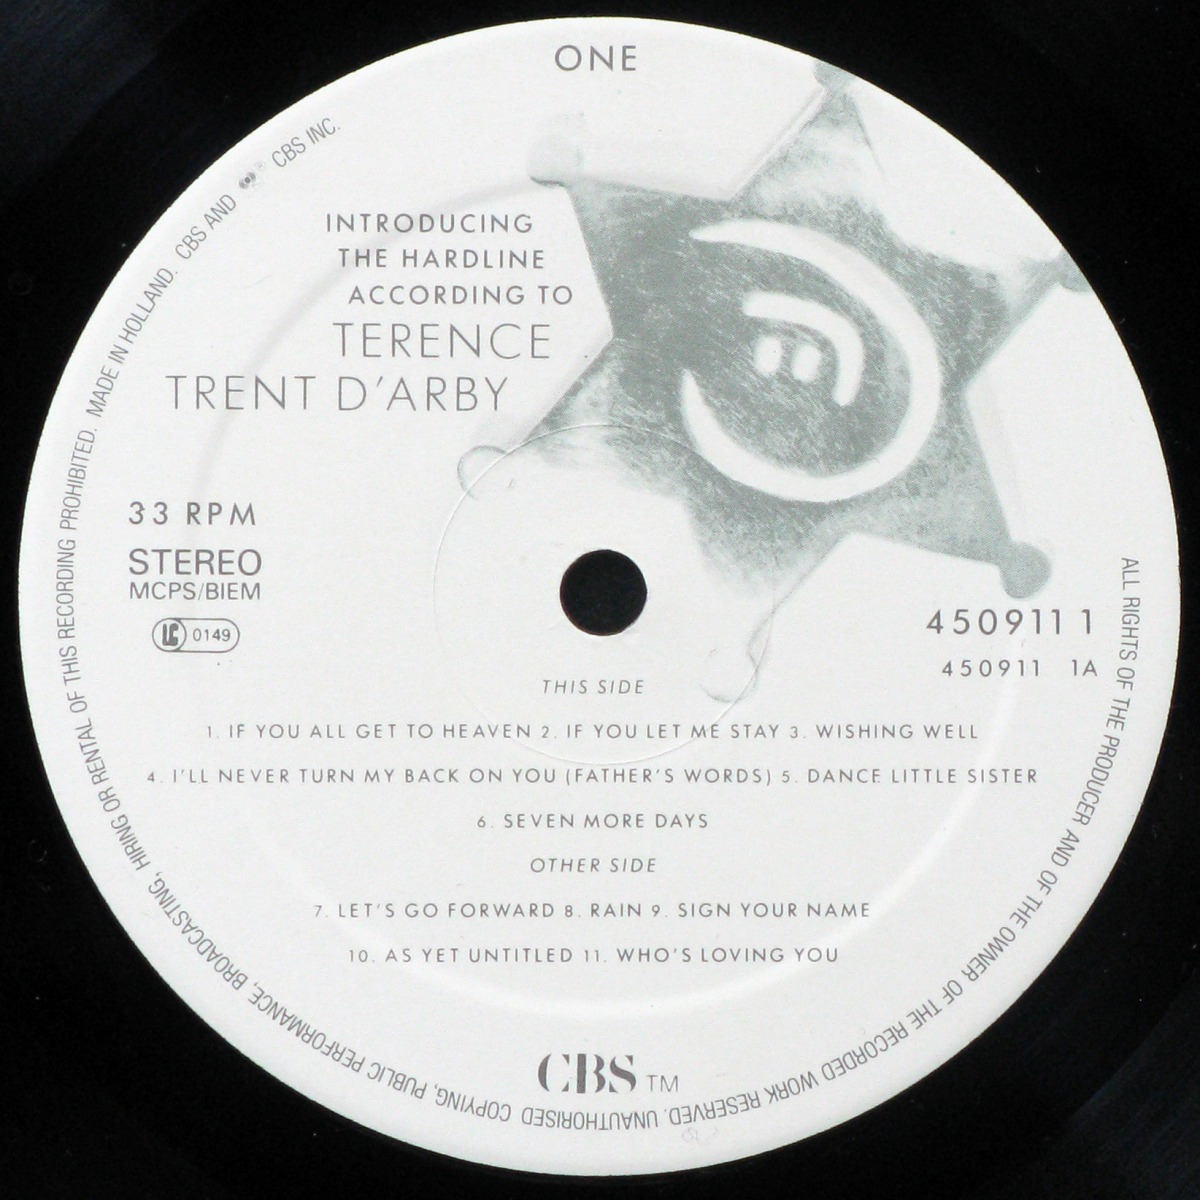 ONE
INTRODUCING
THE HARDLINE
ACCORDING TO
TERENCE
TRENT D'ARBY
33 RPM
STEREO
MCPS/BIEM
LC 0149
450911 1
450911 1A
THIS SIDE
1. IF YOU ALL GET TO HEAVEN 2. IF YOU LET ME STAY 3. WISHING WELL
4. I'LL NEVER TURN MY BACK ON YOU (FATHER'S WORDS) 5. DANCE LITTLE SISTER
6. SEVEN MORE DAYS
OTHER SIDE
7. LET'S GO FORWARD 8. RAIN 9. SIGN YOUR NAME
10. AS YET UNTITLED 11. WHO'S LOVING YOU
CBS TM
ALL RIGHTS OF THE PRODUCER AND OF THE OWNER OF THE RECORDED WORK RESERVED. UNAUTHORISED COPYING, PUBLIC PERFORMANCE, BROADCASTING, HIRING OR RENTAL OF THIS RECORDING PROHIBITED. MADE IN HOLLAND. CBS AND CBS INC.